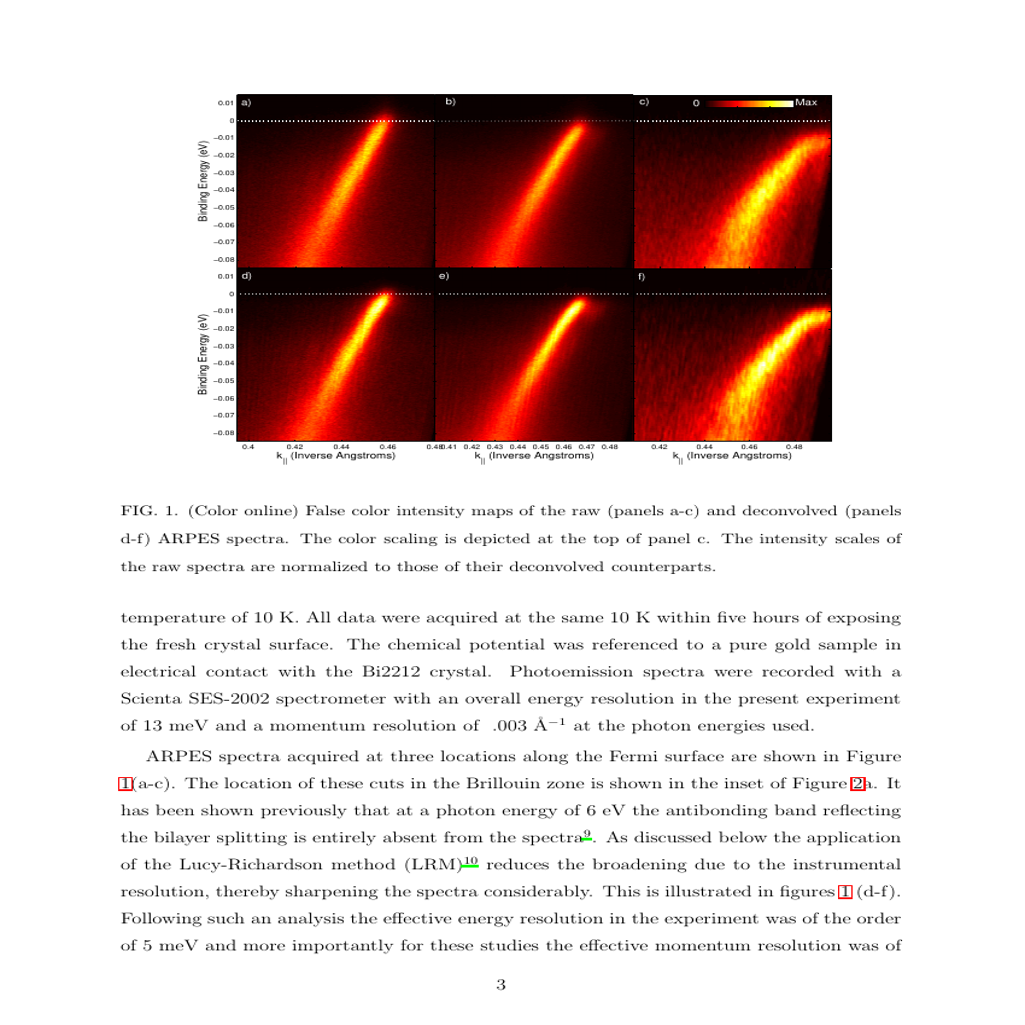 a)
b)
c)
0
Max
0.01
0
−0.01
−0.02
−0.03
−0.04
−0.05
−0.06
−0.07
−0.08
Binding Energy (eV)
d)
e)
f)
0.01
0
−0.01
−0.02
−0.03
−0.04
−0.05
−0.06
−0.07
−0.08
Binding Energy (eV)
0.4 0.42 0.44 0.46 0.48
0.41 0.42 0.43 0.44 0.45 0.46 0.47 0.48
0.42 0.44 0.46 0.48
k|| (Inverse Angstroms)
k|| (Inverse Angstroms)
k|| (Inverse Angstroms)
FIG. 1. (Color online) False color intensity maps of the raw (panels a-c) and deconvolved (panels
d-f) ARPES spectra. The color scaling is depicted at the top of panel c. The intensity scales of
the raw spectra are normalized to those of their deconvolved counterparts.
temperature of 10 K. All data were acquired at the same 10 K within five hours of exposing
the fresh crystal surface. The chemical potential was referenced to a pure gold sample in
electrical contact with the Bi2212 crystal. Photoemission spectra were recorded with a
Scienta SES-2002 spectrometer with an overall energy resolution in the present experiment
of 13 meV and a momentum resolution of .003 Å⁻¹ at the photon energies used.
ARPES spectra acquired at three locations along the Fermi surface are shown in Figure
1(a-c). The location of these cuts in the Brillouin zone is shown in the inset of Figure 2a. It
has been shown previously that at a photon energy of 6 eV the antibonding band reflecting
the bilayer splitting is entirely absent from the spectra⁹. As discussed below the application
of the Lucy-Richardson method (LRM)¹⁰ reduces the broadening due to the instrumental
resolution, thereby sharpening the spectra considerably. This is illustrated in figures 1 (d-f).
Following such an analysis the effective energy resolution in the experiment was of the order
of 5 meV and more importantly for these studies the effective momentum resolution was of
3